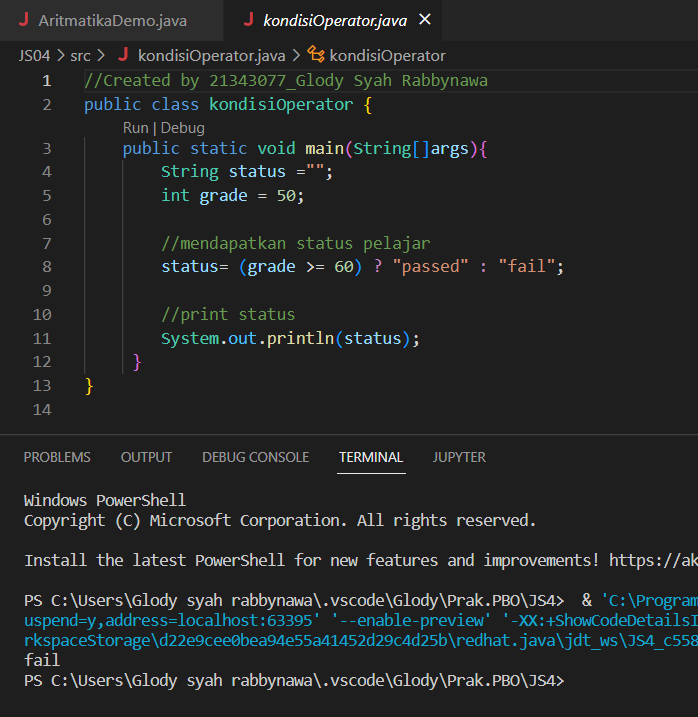 J AritmatikaDemo.java
J kondisiOperator.java ×
JS04 > src > J kondisiOperator.java > kondisiOperator
1 //Created by 21343077_Glody Syah Rabbynawa
2 public class kondisiOperator {
Run | Debug
3 public static void main(String[]args){
4 String status ="";
5 int grade = 50;
6
7 //mendapatkan status pelajar
8 status= (grade >= 60) ? "passed" : "fail";
9
10 //print status
11 System.out.println(status);
12 }
13 }
14
PROBLEMS OUTPUT DEBUG CONSOLE TERMINAL JUPYTER
Windows PowerShell
Copyright (C) Microsoft Corporation. All rights reserved.
Install the latest PowerShell for new features and improvements! https://ak
PS C:\Users\Glody syah rabbynawa\.vscode\Glody\Prak.PBO\JS4> & 'C:\Program
uspend=y,address=localhost:63395' '--enable-preview' '-XX:+ShowCodeDetailsI
rkspaceStorage\d22e9cee0bea94e55a41452d29c4d25b\redhat.java\jdt_ws\JS4_c558
fail
PS C:\Users\Glody syah rabbynawa\.vscode\Glody\Prak.PBO\JS4>